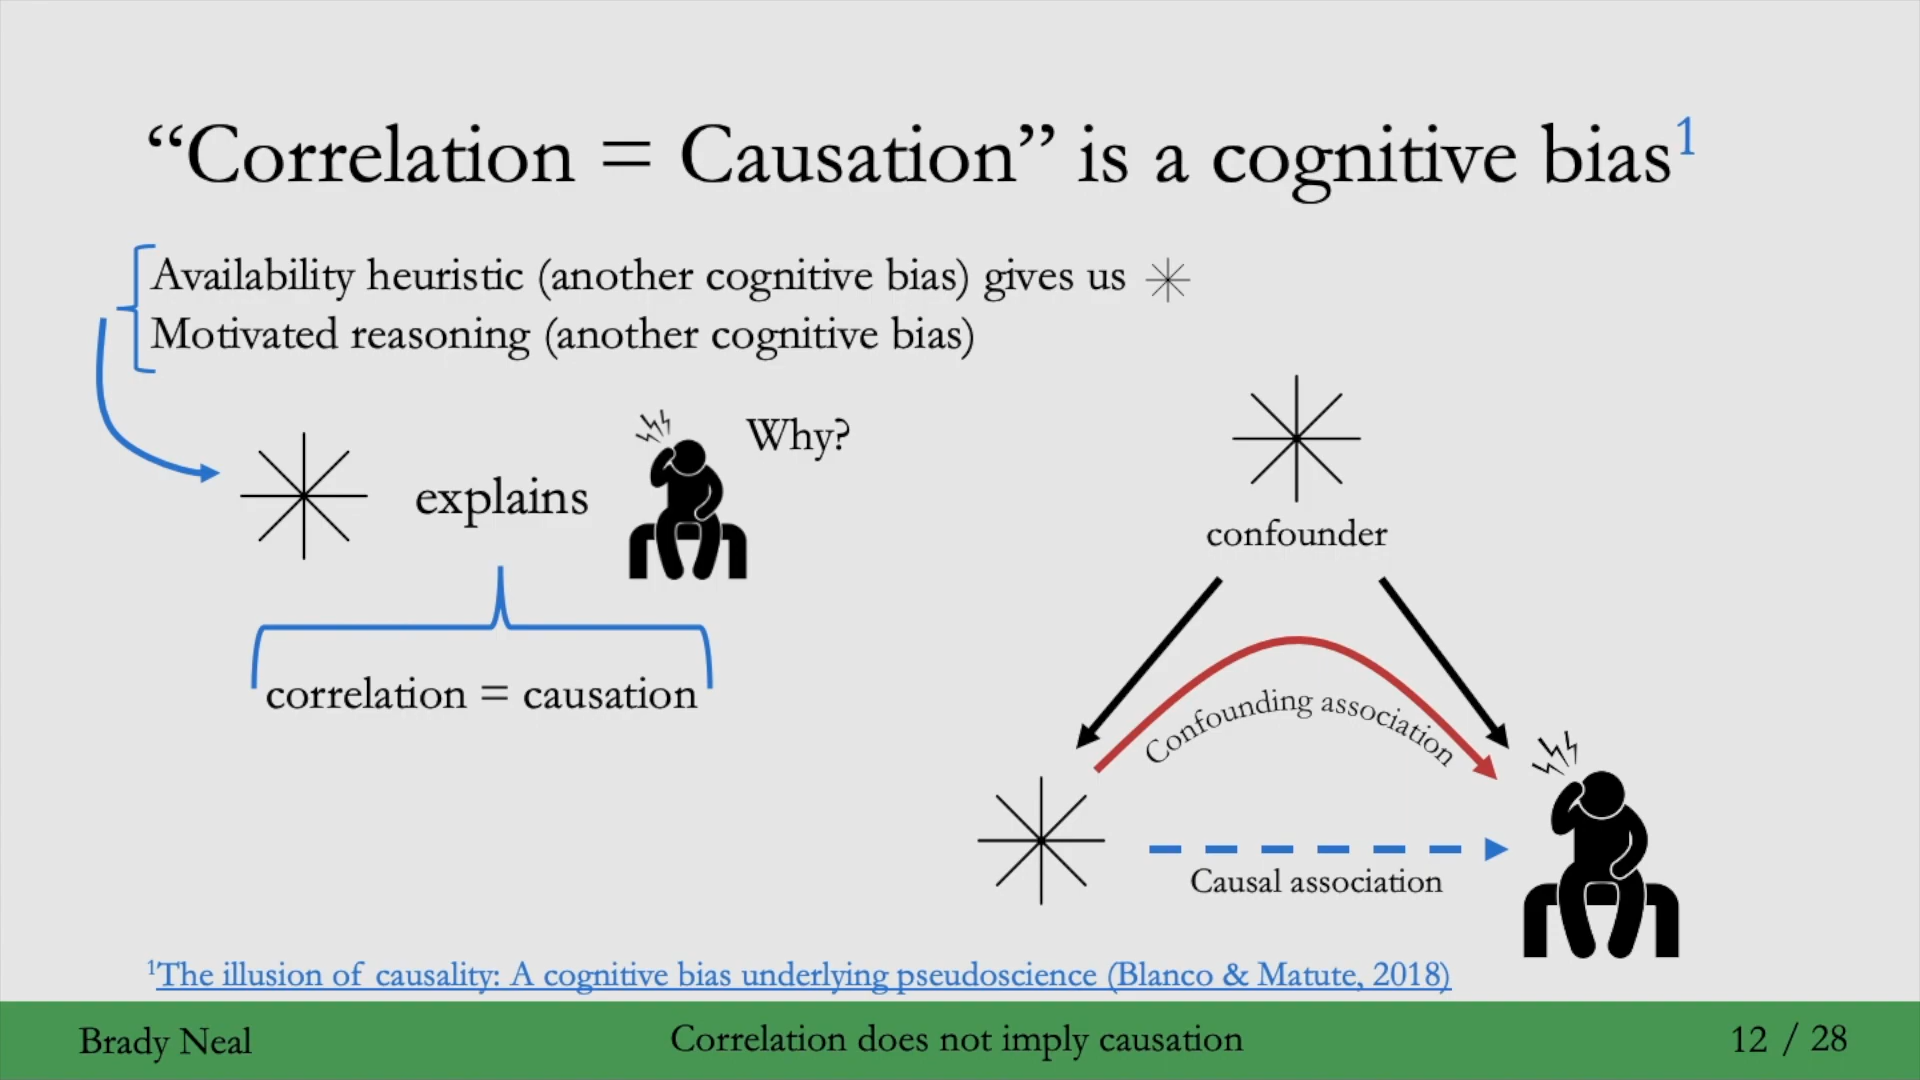 “Correlation = Causation” is a cognitive bias¹
Availability heuristic (another cognitive bias) gives us
Motivated reasoning (another cognitive bias)
Why?
explains
correlation = causation
confounder
Confounding association
Causal association
¹The illusion of causality: A cognitive bias underlying pseudoscience (Blanco & Matute, 2018)
Brady Neal
Correlation does not imply causation
12 / 28